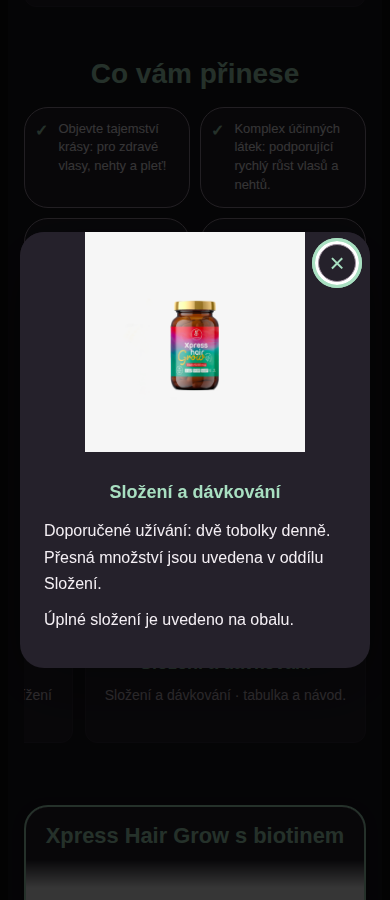 Co vám přinese
✓ Objevte tajemství
krásy: pro zdravé
vlasy, nehty a pleť!
✓ Komplex účinných
látek: podporující
rychlý růst vlasů a
nehtů.
✕
Xpress
hair
Grow
Složení a dávkování
Doporučené užívání: dvě tobolky denně.
Přesná množství jsou uvedena v oddílu
Složení.
Úplné složení je uvedeno na obalu.
Složení a dávkování · tabulka a návod.
Xpress Hair Grow s biotinem